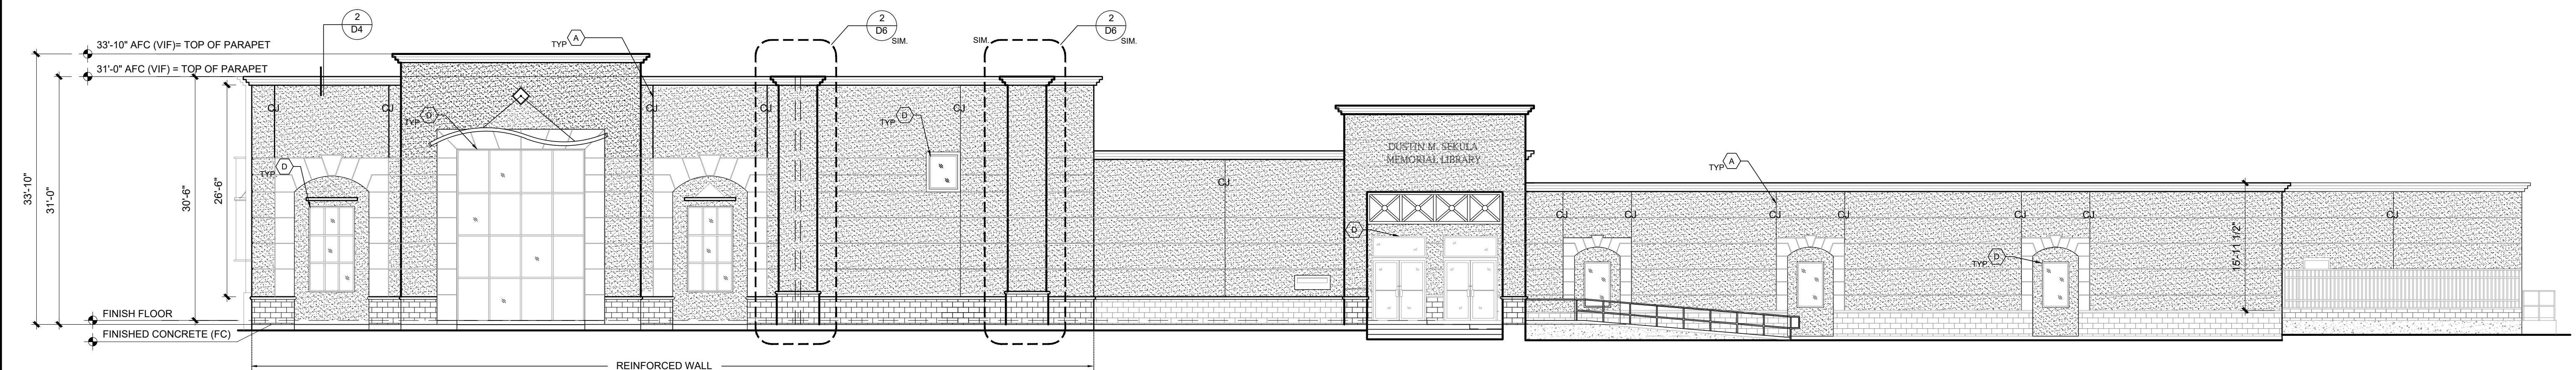 2
D4
2
D6
SIM.
2
D6
SIM.
SIM.
33'-10" AFC (VIF)= TOP OF PARAPET
31'-0" AFC (VIF) = TOP OF PARAPET
TYP
A
CJ
CJ
CJ
CJ
CJ
TYP
D
TYP
D
TYP
D
DUSTIN M. SEKULA
MEMORIAL LIBRARY
TYP
A
CJ
CJ
CJ
CJ
CJ
CJ
CJ
CJ
33'-10"
31'-0"
30'-6"
26'-6"
D
TYP
D
15'-11 1/2"
FINISH FLOOR
FINISHED CONCRETE (FC)
REINFORCED WALL